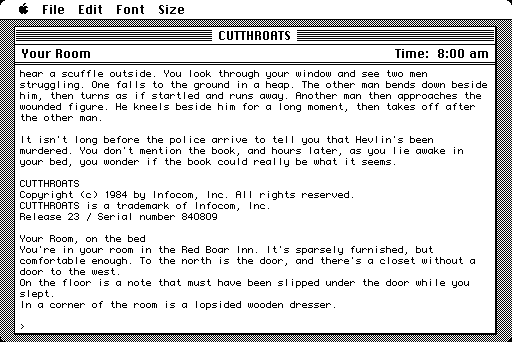 File Edit Font Size
CUTTHROATS
Your Room Time: 8:00 am
hear a scuffle outside. You look through your window and see two men
struggling. One falls to the ground in a heap. The other man bends down beside
him, then turns as if startled and runs away. Another man then approaches the
wounded figure. He kneels beside him for a long moment, then takes off after
the other man.
It isn't long before the police arrive to tell you that Hevlin's been
murdered. You don't mention the book, and hours later, as you lie awake in
your bed, you wonder if the book could really be what it seems.
CUTTHROATS
Copyright (c) 1984 by Infocom, Inc. All rights reserved.
CUTTHROATS is a trademark of Infocom, Inc.
Release 23 / Serial number 840809
Your Room, on the bed
You're in your room in the Red Boar Inn. It's sparsely furnished, but
comfortable enough. To the north is the door, and there's a closet without a
door to the west.
On the floor is a note that must have been slipped under the door while you
slept.
In a corner of the room is a lopsided wooden dresser.
>